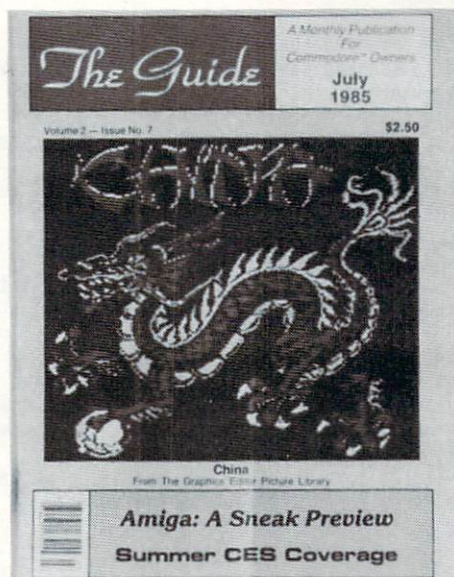 The Guide
A Monthly Publication
For
Commodore™ Owners
July
1985
Volume 2 — Issue No. 7
$2.50
China
China
From The Graphics Editor Picture Library
Amiga: A Sneak Preview
Summer CES Coverage